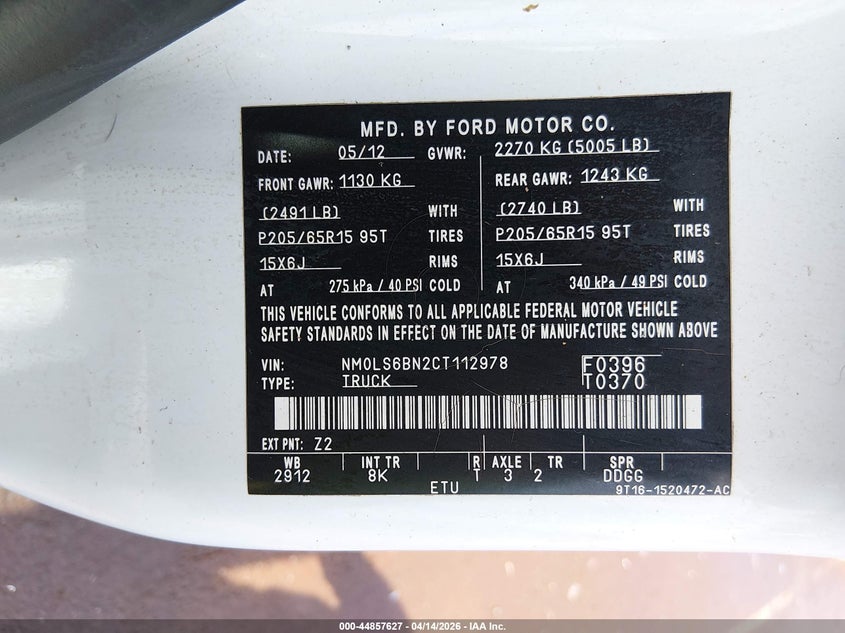 MFD. BY FORD MOTOR CO.
DATE: 05/12 GVWR: 2270 KG (5005 LB)
FRONT GAWR: 1130 KG REAR GAWR: 1243 KG
(2491 LB) WITH (2740 LB) WITH
P205/65R15 95T TIRES P205/65R15 95T TIRES
15X6J RIMS 15X6J RIMS
AT 275 kPa / 40 PSI COLD AT 340 kPa / 49 PSI COLD
THIS VEHICLE CONFORMS TO ALL APPLICABLE FEDERAL MOTOR VEHICLE
SAFETY STANDARDS IN EFFECT ON THE DATE OF MANUFACTURE SHOWN ABOVE
VIN: NM0LS6BN2CT112978 F0396
TYPE: TRUCK T0370
EXT PNT: Z2
WB INT TR R AXLE TR SPR
2912 8K T 3 2 DDGG
ETU 9T16-1520472-AC
000-44857627 - 04/14/2026 - IAA Inc.